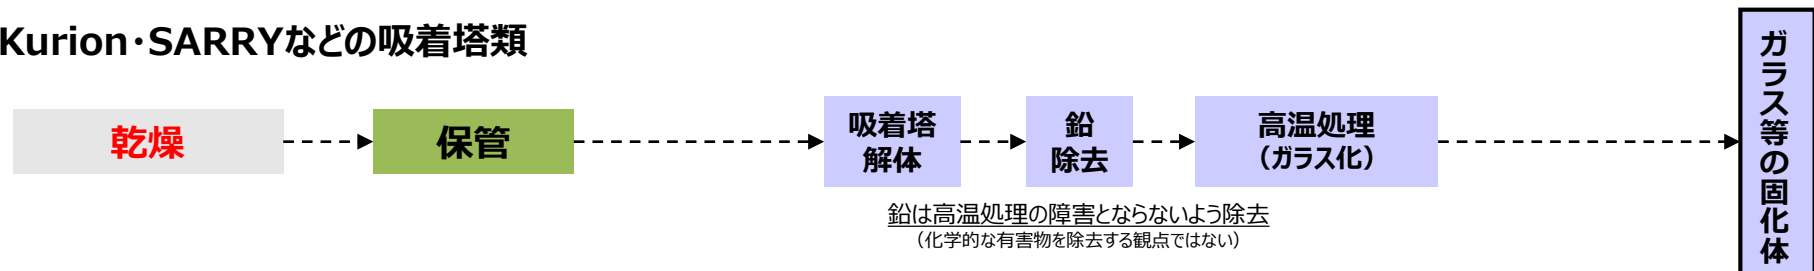 Kurion・SARRYなどの吸着塔類
乾燥
保管
吸着塔
解体
鉛
除去
高温処理
（ガラス化）
鉛は高温処理の障害とならないよう除去
（化学的な有害物を除去する観点ではない）
ガラス等の固化体